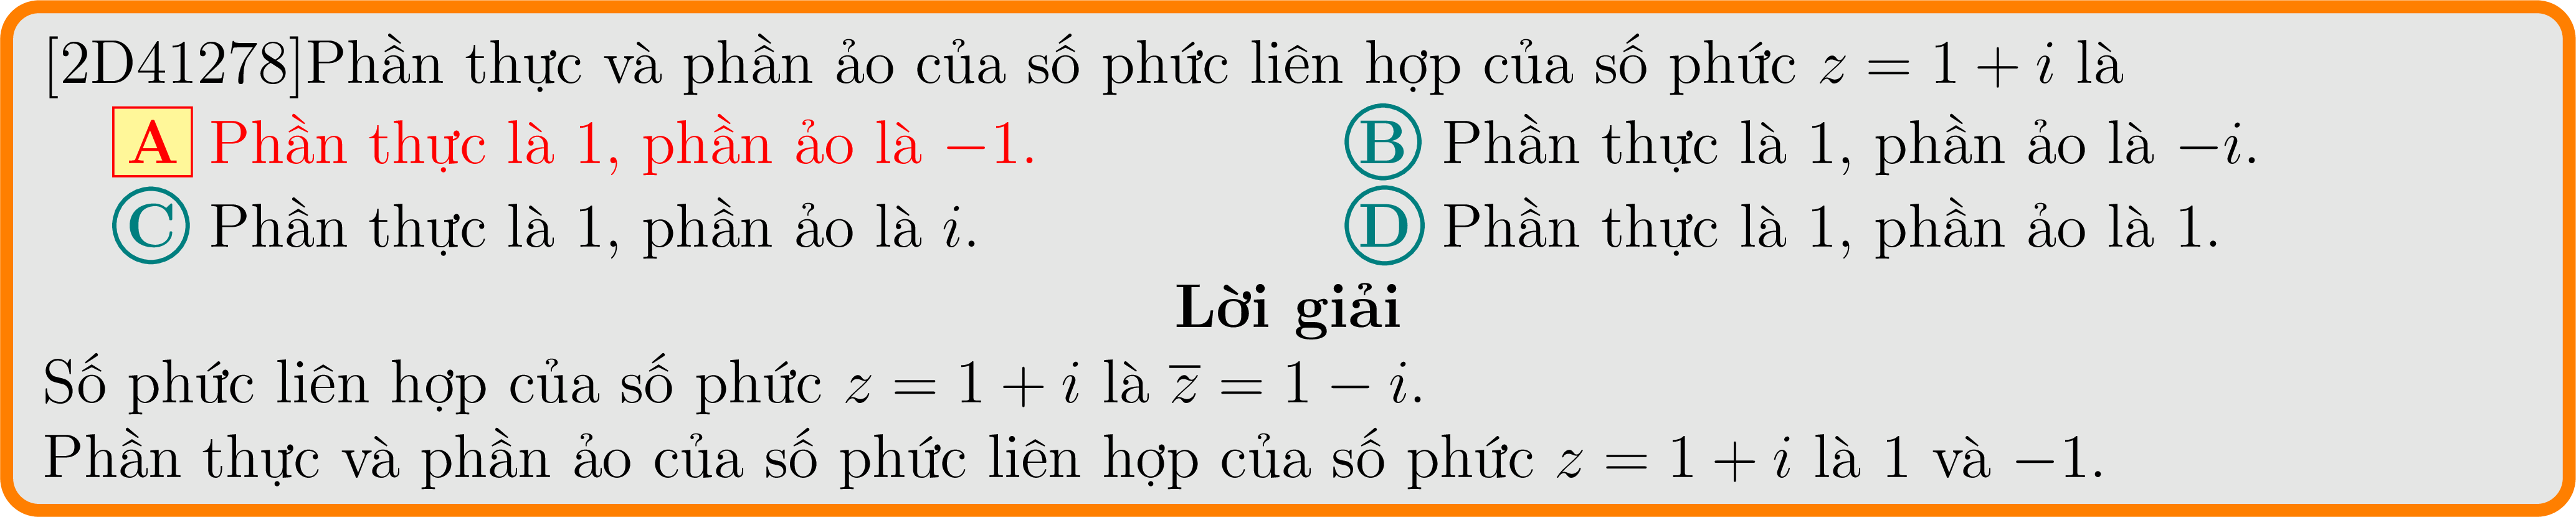 [2D41278]Phần thực và phần ảo của số phức liên hợp của số phức z = 1 + i là
A Phần thực là 1, phần ảo là −1. B Phần thực là 1, phần ảo là −i.
C Phần thực là 1, phần ảo là i. D Phần thực là 1, phần ảo là 1.
Lời giải
Số phức liên hợp của số phức z = 1 + i là z̅ = 1 − i.
Phần thực và phần ảo của số phức liên hợp của số phức z = 1 + i là 1 và −1.